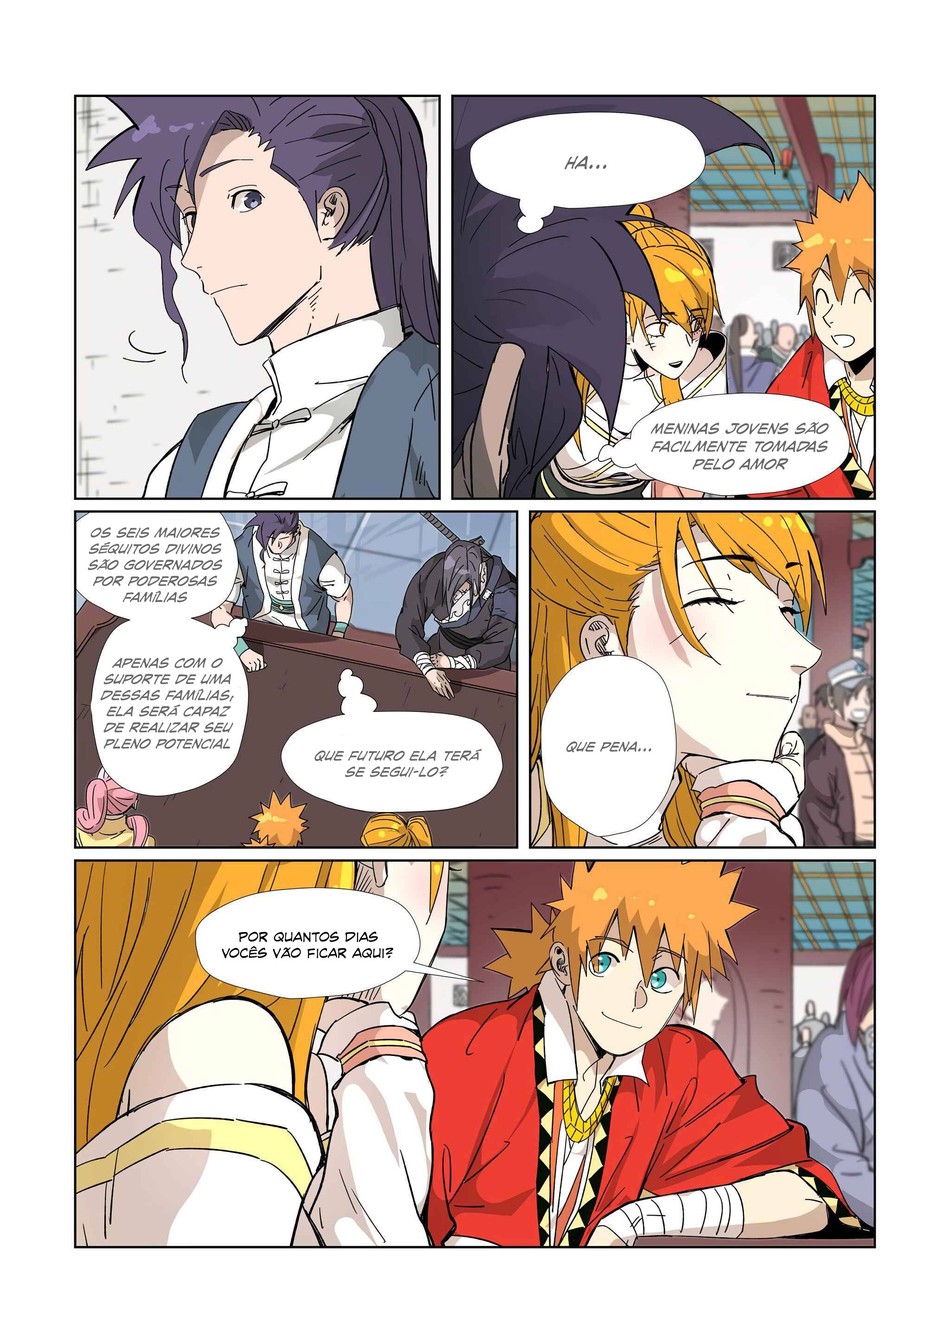 HA...
MENINAS JOVENS SÃO
FACILMENTE TOMADAS
PELO AMOR
OS SEIS MAIORES
SÉQUITOS DIVINOS
SÃO GOVERNADOS
POR PODEROSAS
FAMÍLIAS
APENAS COM O
SUPORTE DE UMA
DESSAS FAMÍLIAS,
ELA SERÁ CAPAZ
DE REALIZAR SEU
PLENO POTENCIAL
QUE FUTURO ELA TERÁ
SE SEGUI-LO?
QUE PENA...
POR QUANTOS DIAS
VOCÊS VÃO FICAR AQUI?